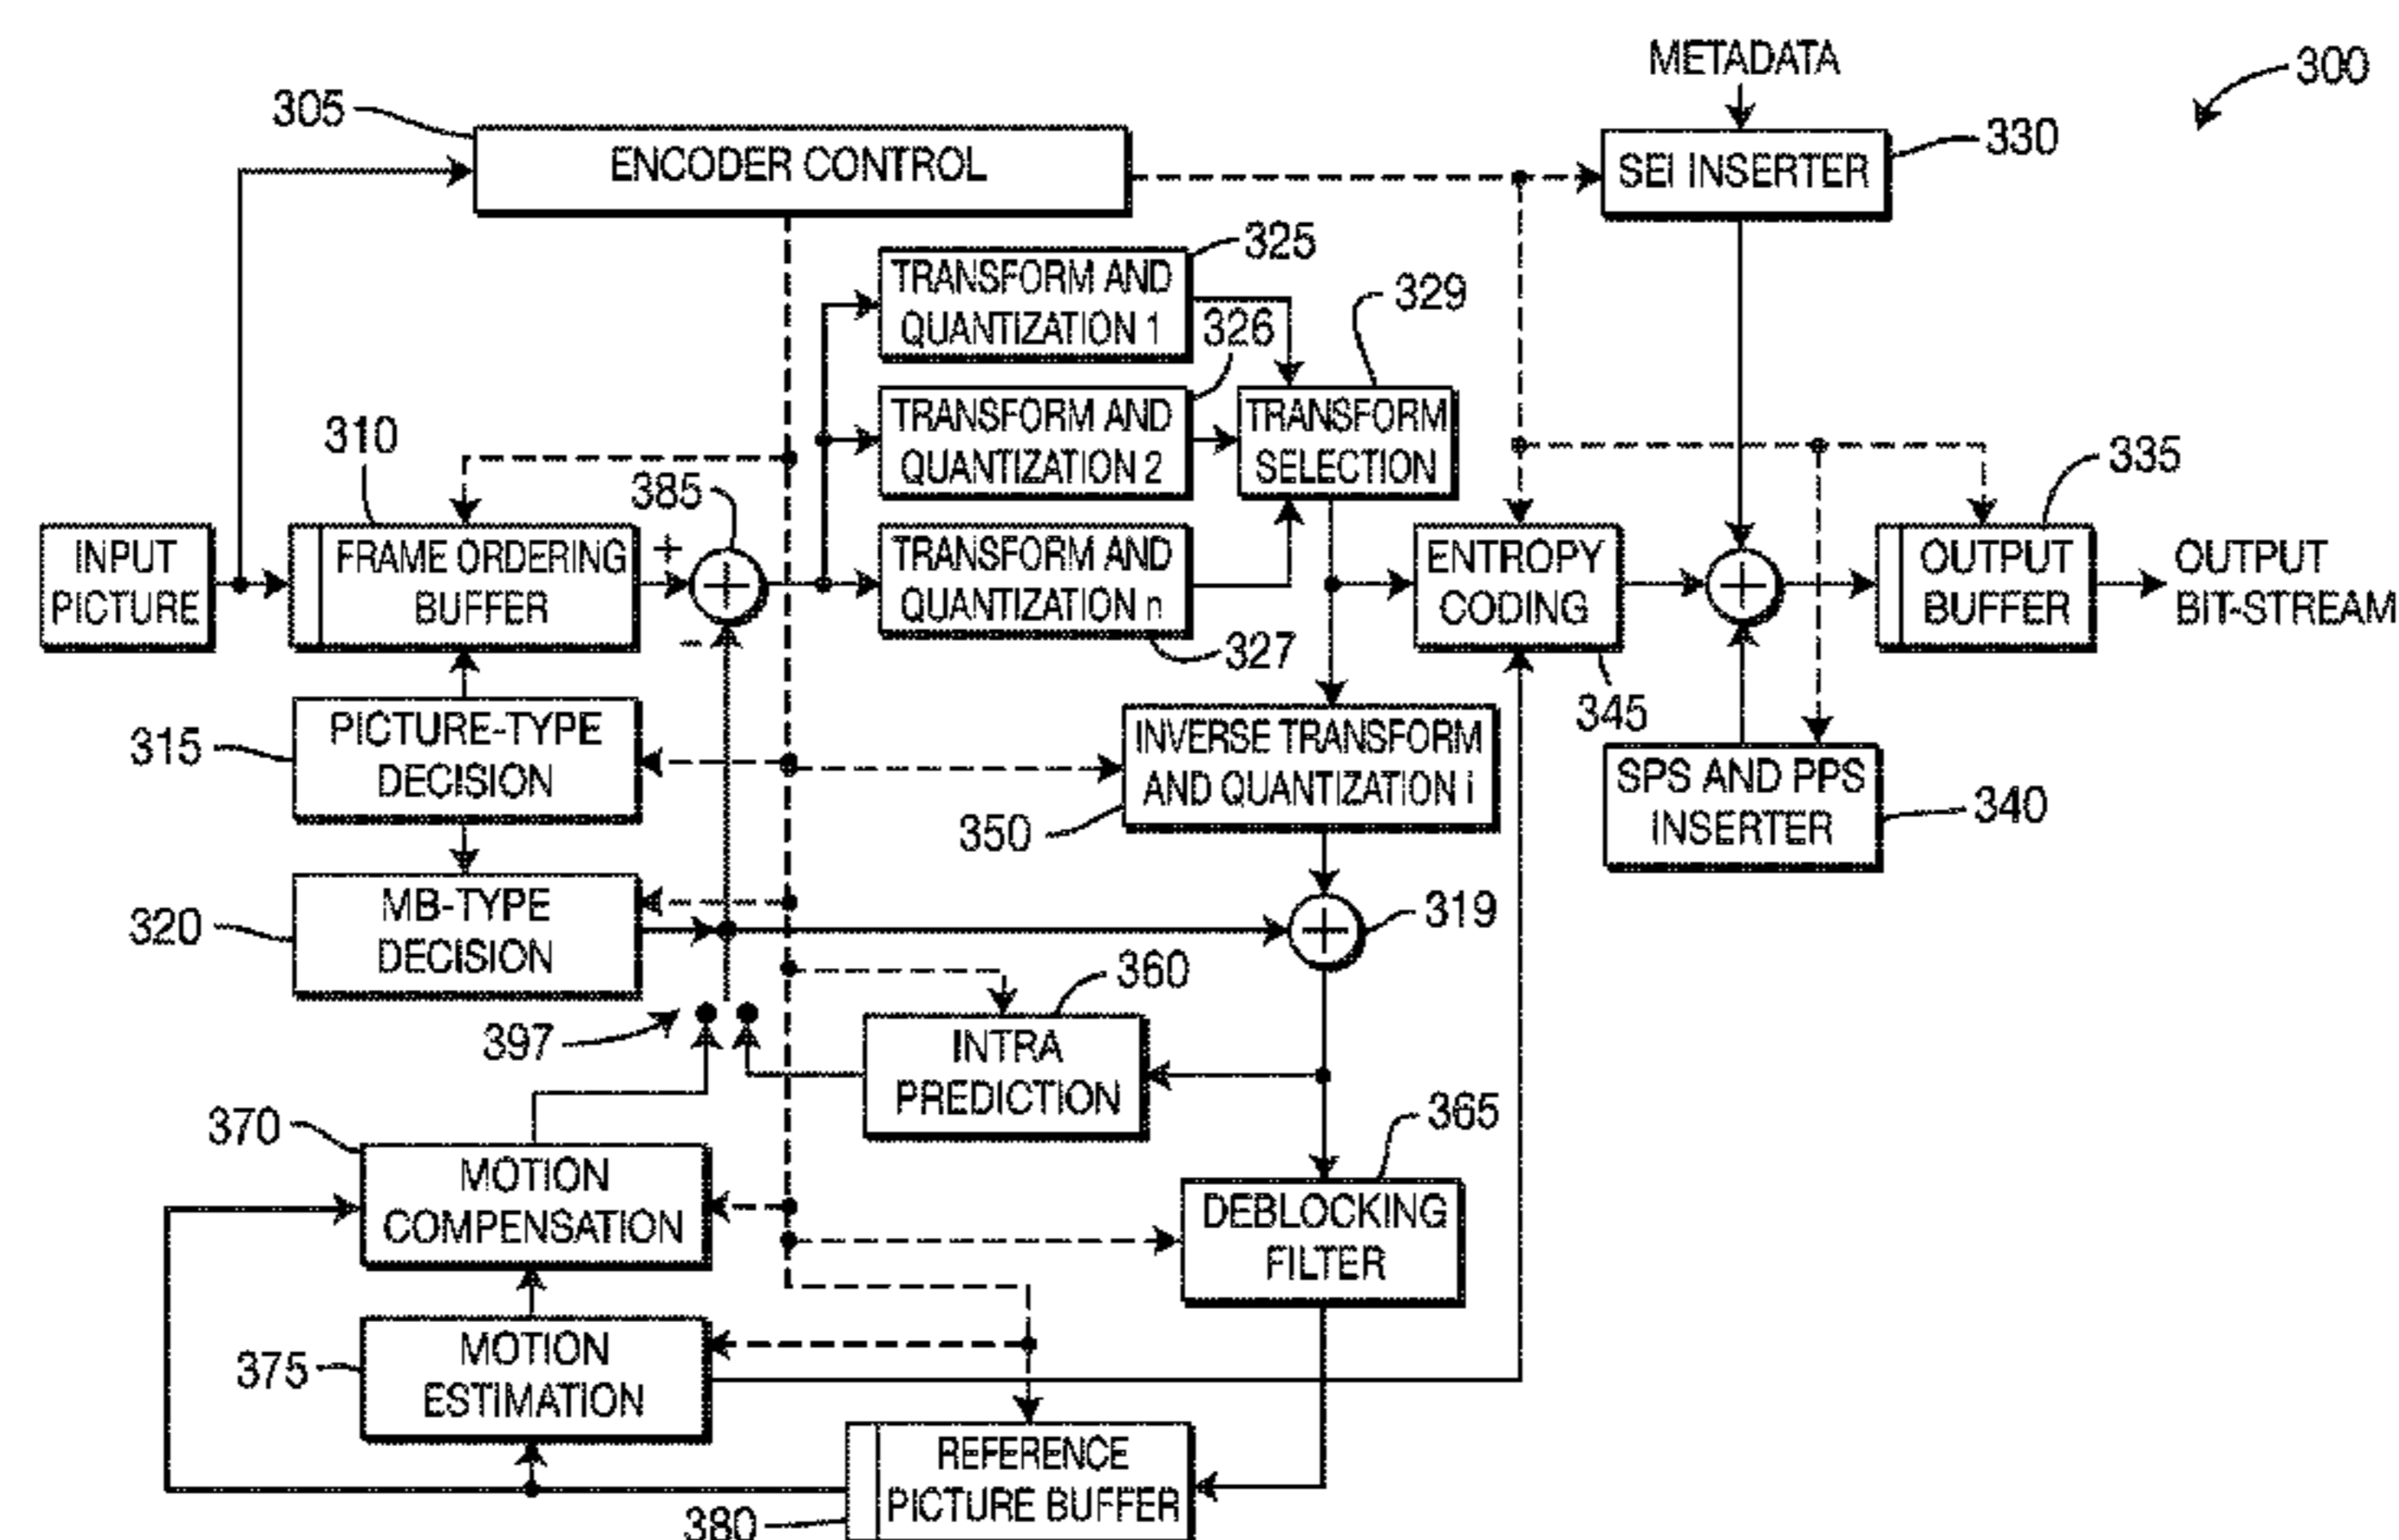 METADATA
300
305
ENCODER CONTROL
SEI INSERTER
330
325
TRANSFORM AND
QUANTIZATION 1
326
329
TRANSFORM AND
QUANTIZATION 2
TRANSFORM
SELECTION
310
385
335
INPUT
PICTURE
FRAME ORDERING
BUFFER
+
-
TRANSFORM AND
QUANTIZATION n
327
ENTROPY
CODING
345
OUTPUT
BUFFER
OUTPUT
BIT-STREAM
315
PICTURE-TYPE
DECISION
INVERSE TRANSFORM
AND QUANTIZATION i
350
SPS AND PPS
INSERTER
340
320
MB-TYPE
DECISION
319
397
360
INTRA
PREDICTION
370
MOTION
COMPENSATION
365
DEBLOCKING
FILTER
375
MOTION
ESTIMATION
REFERENCE
PICTURE BUFFER
380